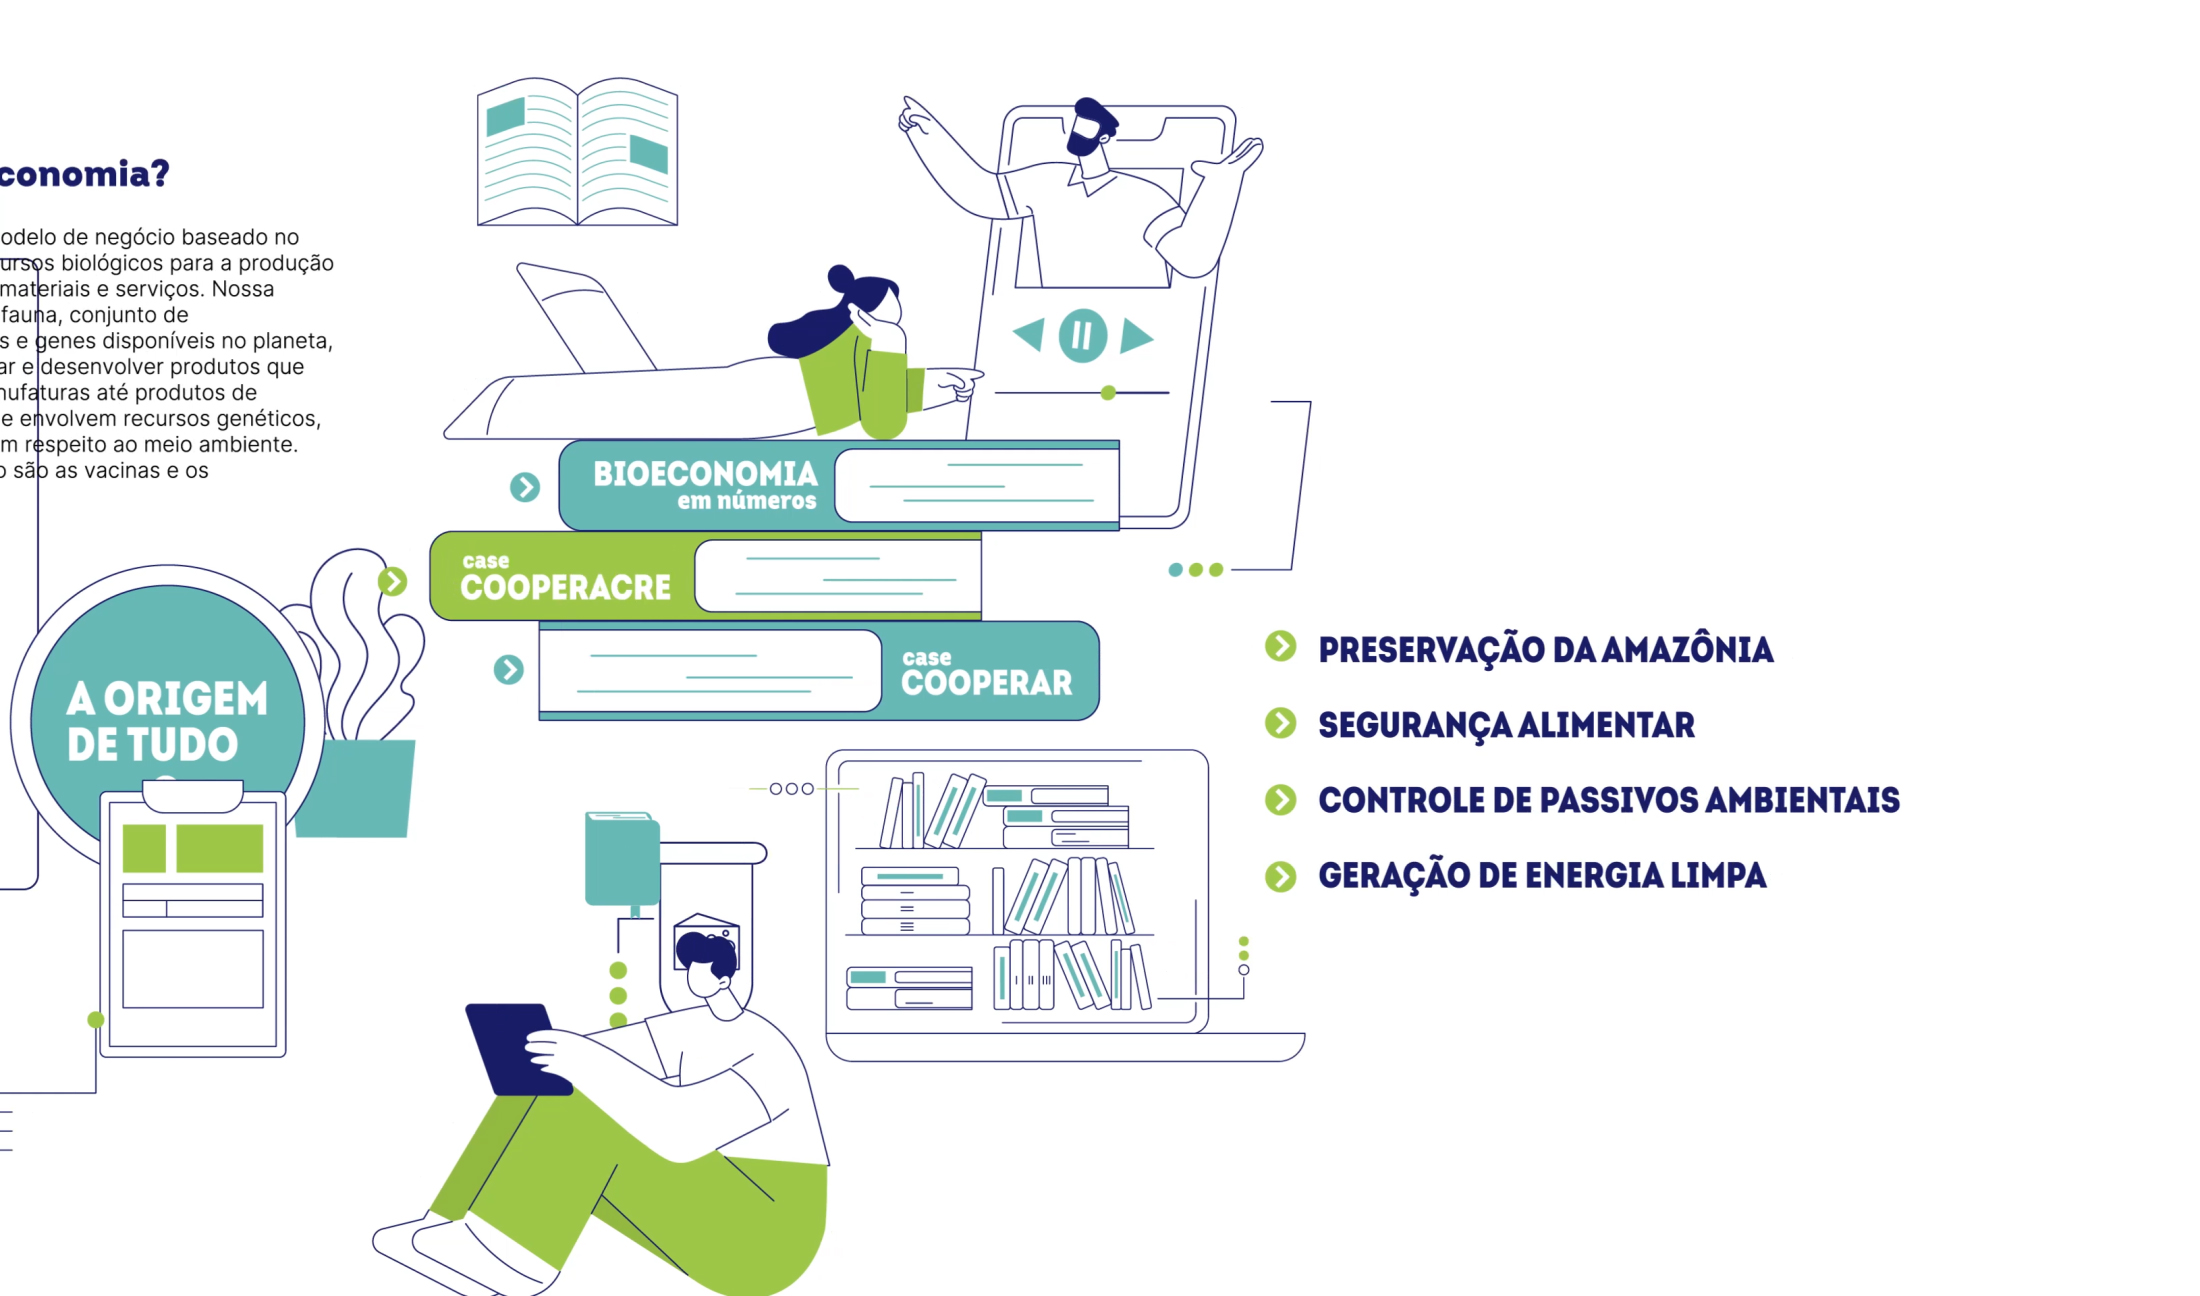 conomia?
odelo de negócio baseado no
ursos biológicos para a produção
materiais e serviços. Nossa
fauna, conjunto de
s e genes disponíveis no planeta,
ar e desenvolver produtos que
nufaturas até produtos de
e envolvem recursos genéticos,
m respeito ao meio ambiente.
o são as vacinas e os
A ORIGEM
DE TUDO
BIOECONOMIA
em números
case
COOPERACRE
case
COOPERAR
PRESERVAÇÃO DA AMAZÔNIA
SEGURANÇA ALIMENTAR
CONTROLE DE PASSIVOS AMBIENTAIS
GERAÇÃO DE ENERGIA LIMPA